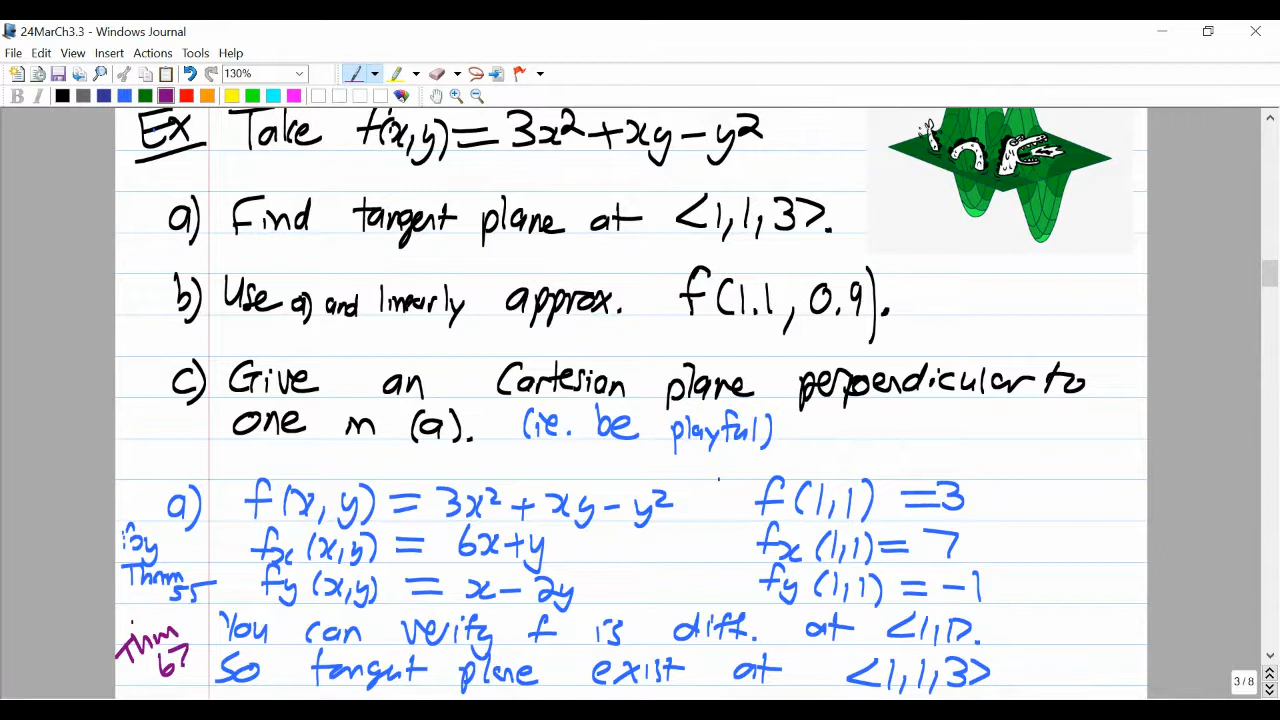 24MarCh3.3 - Windows Journal
File Edit View Insert Actions Tools Help
130%
B I
Ex Take f(x,y) = 3x² + xy - y²
a) Find tangent plane at <1,1,3>.
b) Use a) and linearly approx. f(1.1, 0.9).
c) Give an Cartesian plane perpendicular to
one in (a). (ie. be playful)
a) f(x,y) = 3x² + xy - y² f(1,1) = 3
by fx(x,y) = 6x+y fx(1,1) = 7
Thm 55 fy(x,y) = x - 2y fy(1,1) = -1
You can verify f is diff. at <1,1>.
Thm 67 So tangent plane exist at <1,1,3>
3 / 8